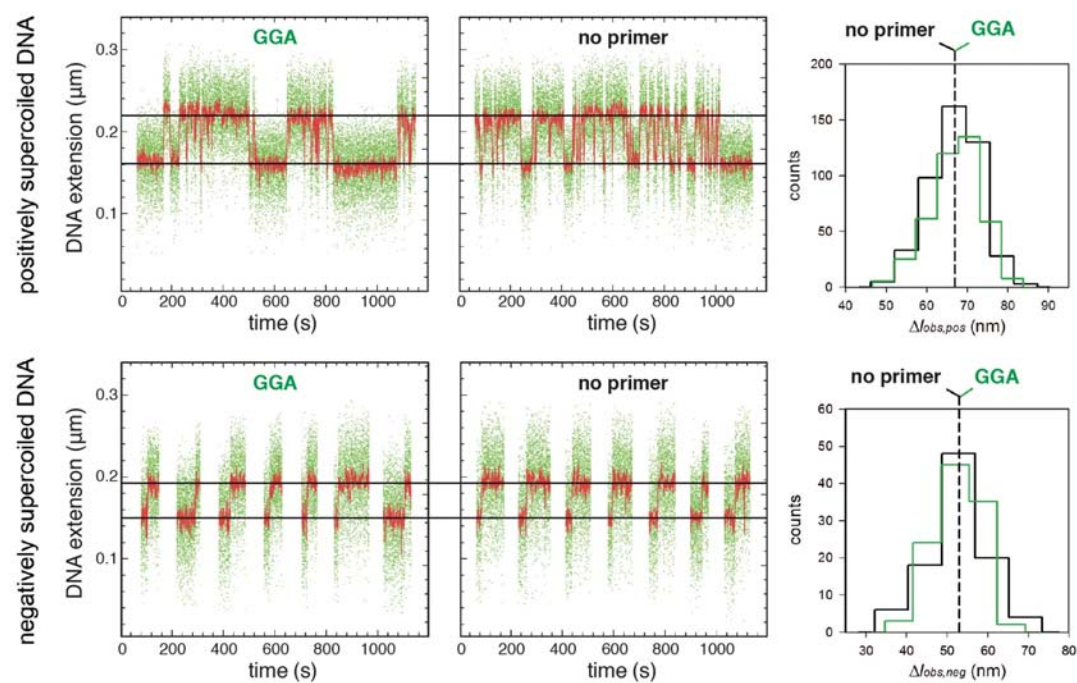 positively supercoiled DNA
DNA extension (µm)
0.3
0.2
0.1
GGA
0 200 400 600 800 1000
time (s)
no primer
0 200 400 600 800 1000
time (s)
no primer GGA
counts
200
150
100
50
0
40 50 60 70 80 90
Δlobs,pos (nm)
negatively supercoiled DNA
DNA extension (µm)
0.3
0.2
0.1
GGA
0 200 400 600 800 1000
time (s)
no primer
0 200 400 600 800 1000
time (s)
no primer GGA
counts
60
50
40
30
20
10
0
30 40 50 60 70 80
Δlobs,neg (nm)